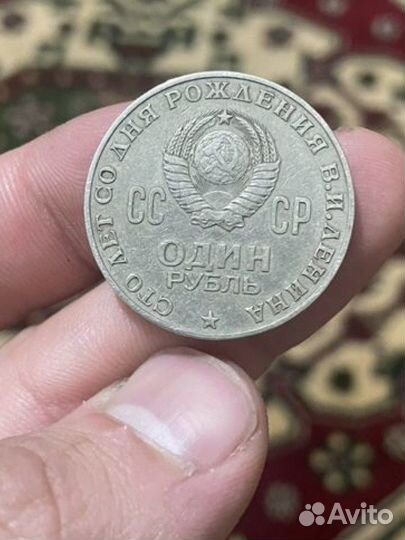 СТО ЛЕТ СО ДНЯ РОЖДЕНИЯ В.И.ЛЕНИНА
СС СР
ОДИН
РУБЛЬ
Avito